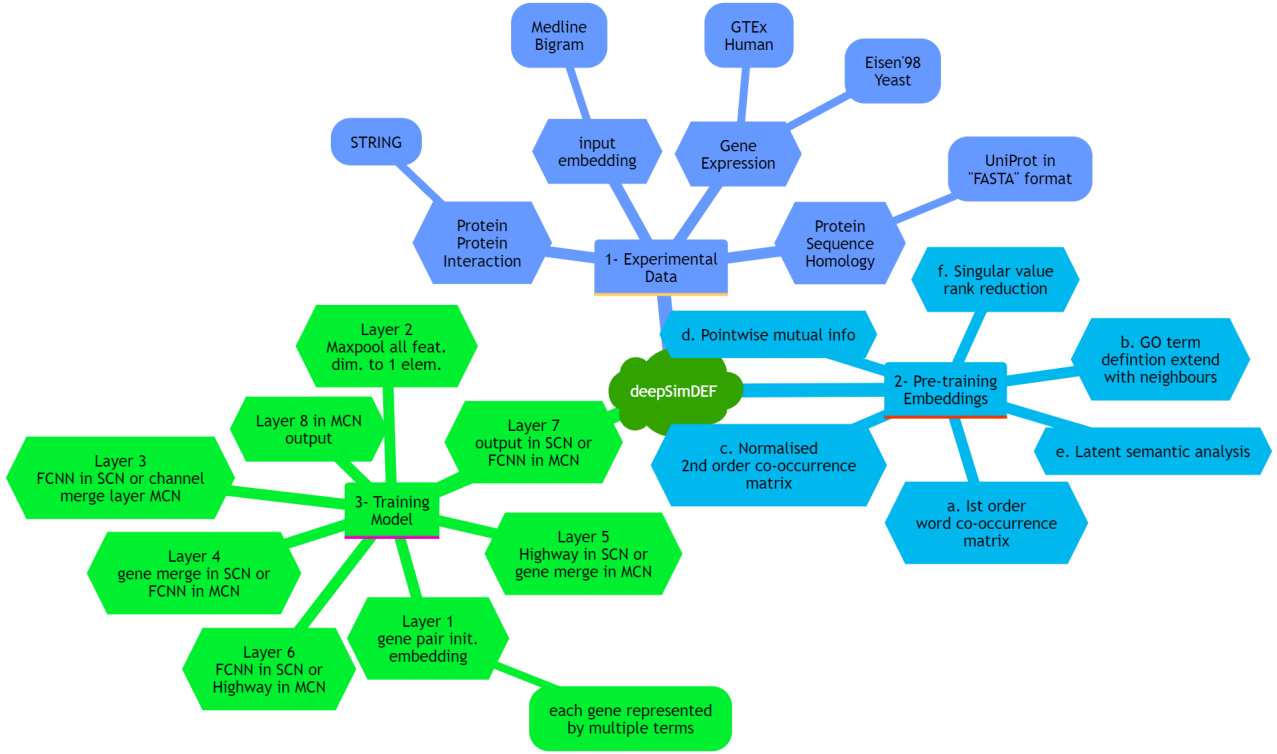 Medline
Bigram
GTEx
Human
Eisen'98
Yeast
STRING
input
embedding
Gene
Expression
UniProt in
"FASTA" format
Protein
Protein
Interaction
Protein
Sequence
Homology
1- Experimental
Data
f. Singular value
rank reduction
d. Pointwise mutual info
b. GO term
defintion extend
with neighbours
2- Pre-training
Embeddings
deepSimDEF
c. Normalised
2nd order co-occurrence
matrix
e. Latent semantic analysis
a. Ist order
word co-occurrence
matrix
Layer 2
Maxpool all feat.
dim. to 1 elem.
Layer 8 in MCN
output
Layer 7
output in SCN or
FCNN in MCN
Layer 3
FCNN in SCN or channel
merge layer MCN
3- Training
Model
Layer 4
gene merge in SCN or
FCNN in MCN
Layer 5
Highway in SCN or
gene merge in MCN
Layer 1
gene pair init.
embedding
Layer 6
FCNN in SCN or
Highway in MCN
each gene represented
by multiple terms